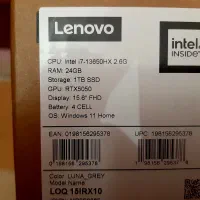 Lenovo
intel
INSIDE
CPU: Intel i7-13650HX 2.6G
RAM: 24GB
Storage: 1TB SSD
GPU: RTX5050
Display: 15.6" FHD
Battery: 4 CELL
OS: Windows 11 Home
EAN: 0198156295378
UPC: 198156295378
Color: LUNA_GREY
Model Name
LOQ 15IRX10